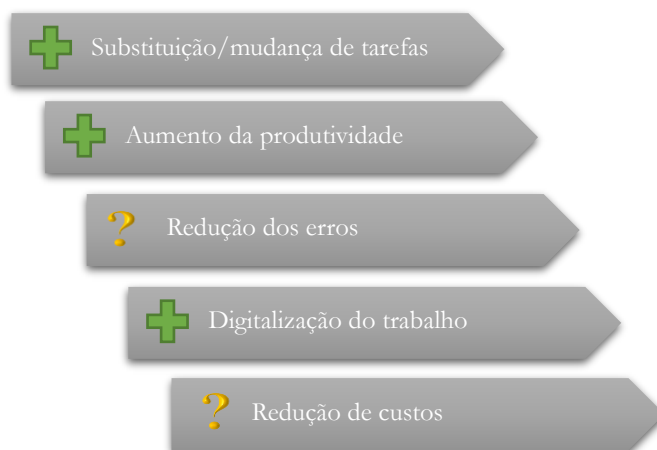 Substituição/mudança de tarefas
Aumento da produtividade
? Redução dos erros
Digitalização do trabalho
? Redução de custos